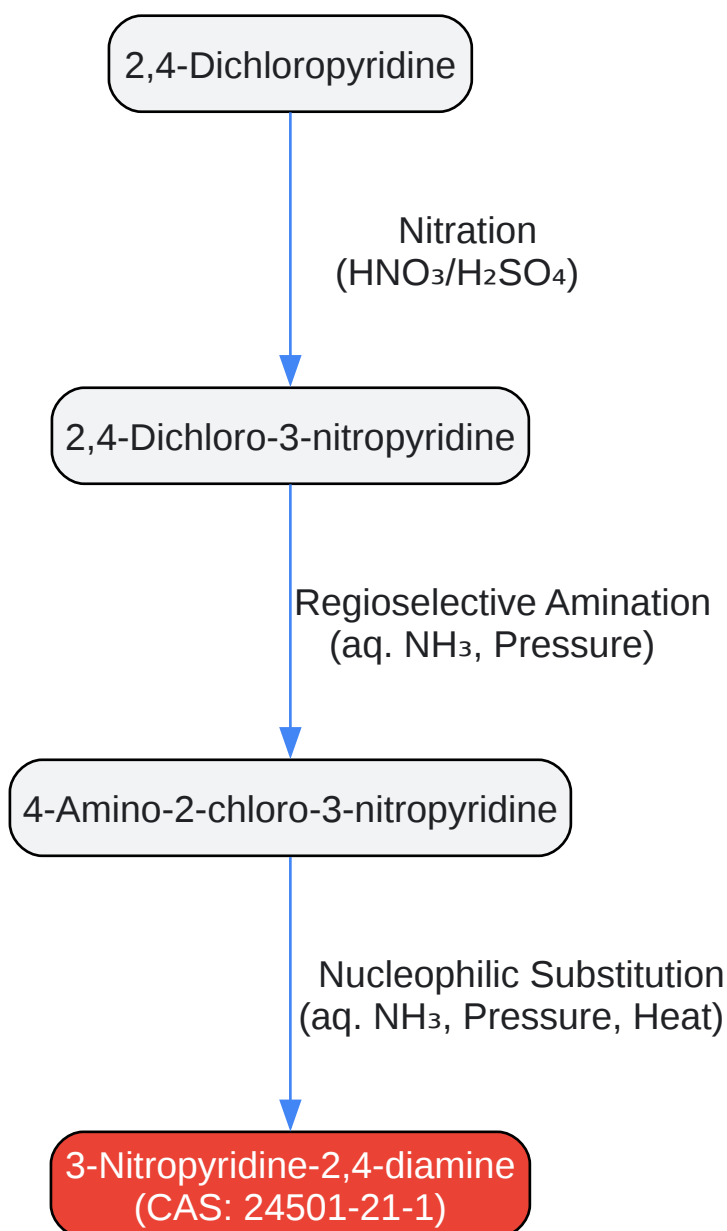 2,4-Dichloropyridine
Nitration
(HNO₃/H₂SO₄)
2,4-Dichloro-3-nitropyridine
Regioselective Amination
(aq. NH₃, Pressure)
4-Amino-2-chloro-3-nitropyridine
Nucleophilic Substitution
(aq. NH₃, Pressure, Heat)
3-Nitropyridine-2,4-diamine
(CAS: 24501-21-1)